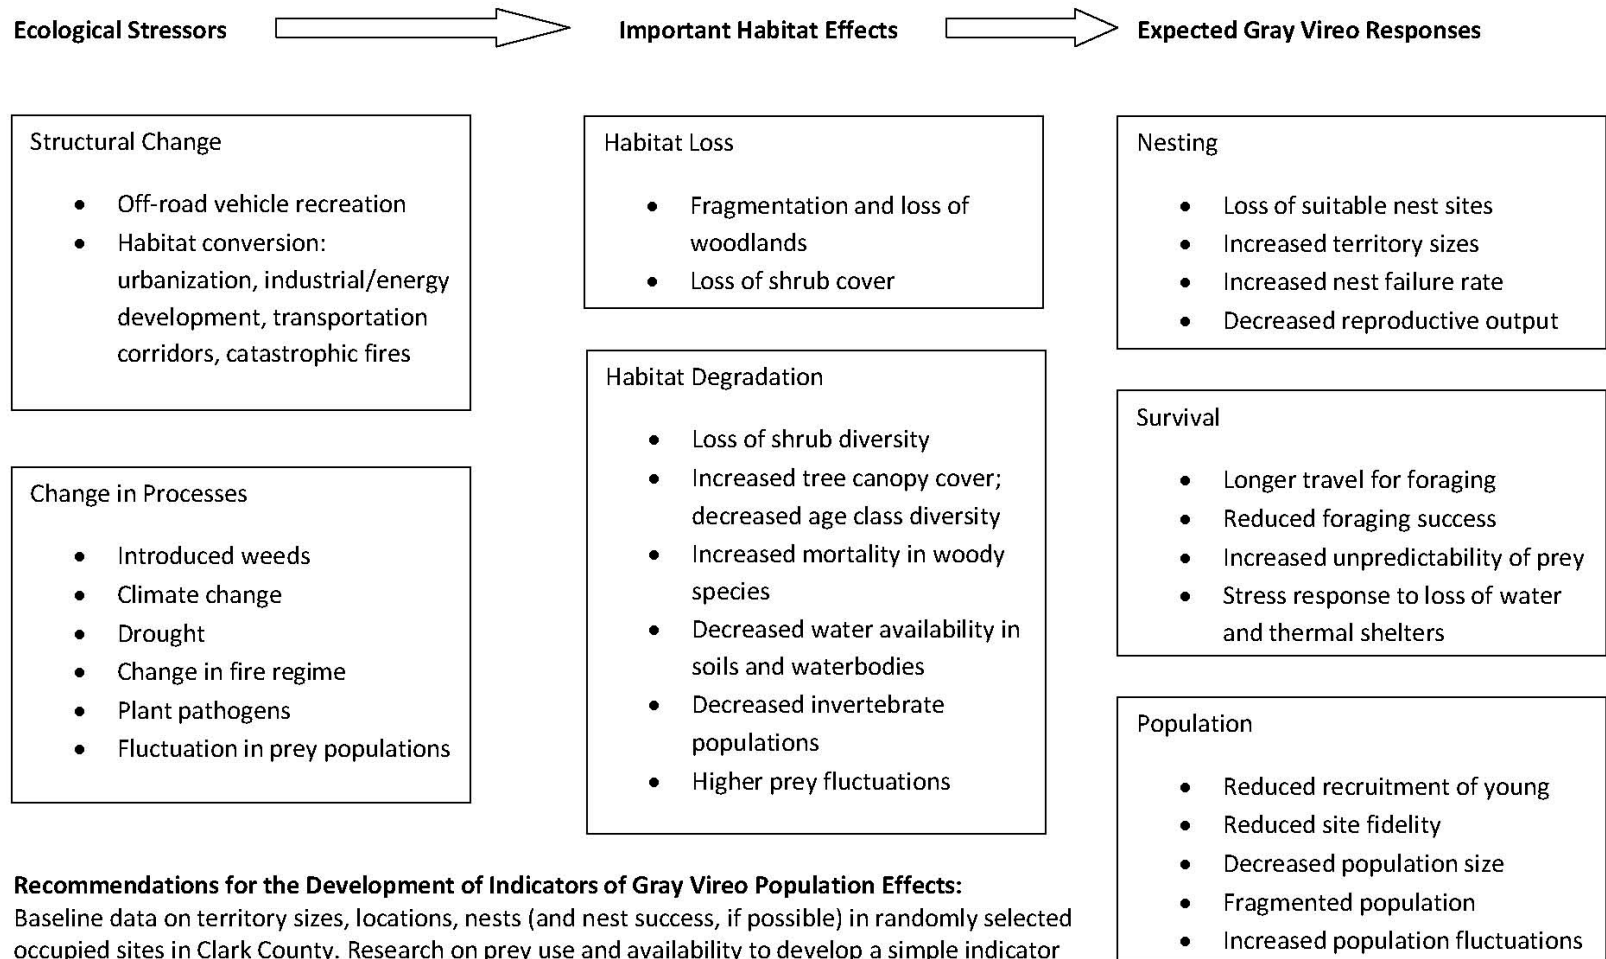 Ecological Stressors
Important Habitat Effects
Expected Gray Vireo Responses
Structural Change
• Off-road vehicle recreation
• Habitat conversion:
urbanization, industrial/energy
development, transportation
corridors, catastrophic fires
Change in Processes
• Introduced weeds
• Climate change
• Drought
• Change in fire regime
• Plant pathogens
• Fluctuation in prey populations
Habitat Loss
• Fragmentation and loss of
woodlands
• Loss of shrub cover
Habitat Degradation
• Loss of shrub diversity
• Increased tree canopy cover;
decreased age class diversity
• Increased mortality in woody
species
• Decreased water availability in
soils and waterbodies
• Decreased invertebrate
populations
• Higher prey fluctuations
Nesting
• Loss of suitable nest sites
• Increased territory sizes
• Increased nest failure rate
• Decreased reproductive output
Survival
• Longer travel for foraging
• Reduced foraging success
• Increased unpredictability of prey
• Stress response to loss of water
and thermal shelters
Population
• Reduced recruitment of young
• Reduced site fidelity
• Decreased population size
• Fragmented population
• Increased population fluctuations
Recommendations for the Development of Indicators of Gray Vireo Population Effects:
Baseline data on territory sizes, locations, nests (and nest success, if possible) in randomly selected
occupied sites in Clark County. Research on prey use and availability to develop a simple indicator